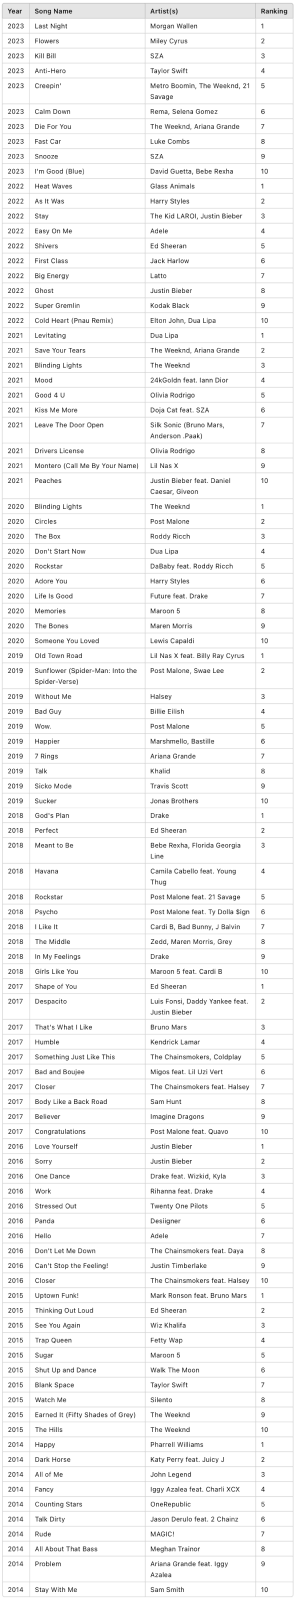 Year Song Name Artist(s) Ranking
2023 Last Night Morgan Wallen 1
2023 Flowers Miley Cyrus 2
2023 Kill Bill SZA 3
2023 Anti-Hero Taylor Swift 4
2023 Creepin' Metro Boomin, The Weeknd, 21 5
Savage
2023 Calm Down Rema, Selena Gomez 6
2023 Die For You The Weeknd, Ariana Grande 7
2023 Fast Car Luke Combs 8
2023 Snooze SZA 9
2023 I'm Good (Blue) David Guetta, Bebe Rexha 10
2022 Heat Waves Glass Animals 1
2022 As It Was Harry Styles 2
2022 Stay The Kid LAROI, Justin Bieber 3
2022 Easy On Me Adele 4
2022 Shivers Ed Sheeran 5
2022 First Class Jack Harlow 6
2022 Big Energy Latto 7
2022 Ghost Justin Bieber 8
2022 Super Gremlin Kodak Black 9
2022 Cold Heart (Pnau Remix) Elton John, Dua Lipa 10
2021 Levitating Dua Lipa 1
2021 Save Your Tears The Weeknd, Ariana Grande 2
2021 Blinding Lights The Weeknd 3
2021 Mood 24kGoldn feat. Iann Dior 4
2021 Good 4 U Olivia Rodrigo 5
2021 Kiss Me More Doja Cat feat. SZA 6
2021 Leave The Door Open Silk Sonic (Bruno Mars, 7
Anderson .Paak)
2021 Drivers License Olivia Rodrigo 8
2021 Montero (Call Me By Your Name) Lil Nas X 9
2021 Peaches Justin Bieber feat. Daniel 10
Caesar, Giveon
2020 Blinding Lights The Weeknd 1
2020 Circles Post Malone 2
2020 The Box Roddy Ricch 3
2020 Don't Start Now Dua Lipa 4
2020 Rockstar DaBaby feat. Roddy Ricch 5
2020 Adore You Harry Styles 6
2020 Life Is Good Future feat. Drake 7
2020 Memories Maroon 5 8
2020 The Bones Maren Morris 9
2020 Someone You Loved Lewis Capaldi 10
2019 Old Town Road Lil Nas X feat. Billy Ray Cyrus 1
2019 Sunflower (Spider-Man: Into the Post Malone, Swae Lee 2
Spider-Verse)
2019 Without Me Halsey 3
2019 Bad Guy Billie Eilish 4
2019 Wow. Post Malone 5
2019 Happier Marshmello, Bastille 6
2019 7 Rings Ariana Grande 7
2019 Talk Khalid 8
2019 Sicko Mode Travis Scott 9
2019 Sucker Jonas Brothers 10
2018 God's Plan Drake 1
2018 Perfect Ed Sheeran 2
2018 Meant to Be Bebe Rexha, Florida Georgia 3
Line
2018 Havana Camila Cabello feat. Young 4
Thug
2018 Rockstar Post Malone feat. 21 Savage 5
2018 Psycho Post Malone feat. Ty Dolla $ign 6
2018 I Like It Cardi B, Bad Bunny, J Balvin 7
2018 The Middle Zedd, Maren Morris, Grey 8
2018 In My Feelings Drake 9
2018 Girls Like You Maroon 5 feat. Cardi B 10
2017 Shape of You Ed Sheeran 1
2017 Despacito Luis Fonsi, Daddy Yankee feat. 2
Justin Bieber
2017 That's What I Like Bruno Mars 3
2017 Humble Kendrick Lamar 4
2017 Something Just Like This The Chainsmokers, Coldplay 5
2017 Bad and Boujee Migos feat. Lil Uzi Vert 6
2017 Closer The Chainsmokers feat. Halsey 7
2017 Body Like a Back Road Sam Hunt 8
2017 Believer Imagine Dragons 9
2017 Congratulations Post Malone feat. Quavo 10
2016 Love Yourself Justin Bieber 1
2016 Sorry Justin Bieber 2
2016 One Dance Drake feat. Wizkid, Kyla 3
2016 Work Rihanna feat. Drake 4
2016 Stressed Out Twenty One Pilots 5
2016 Panda Desiigner 6
2016 Hello Adele 7
2016 Don't Let Me Down The Chainsmokers feat. Daya 8
2016 Can't Stop the Feeling! Justin Timberlake 9
2016 Closer The Chainsmokers feat. Halsey 10
2015 Uptown Funk! Mark Ronson feat. Bruno Mars 1
2015 Thinking Out Loud Ed Sheeran 2
2015 See You Again Wiz Khalifa 3
2015 Trap Queen Fetty Wap 4
2015 Sugar Maroon 5 5
2015 Shut Up and Dance Walk The Moon 6
2015 Blank Space Taylor Swift 7
2015 Watch Me Silento 8
2015 Earned It (Fifty Shades of Grey) The Weeknd 9
2015 The Hills The Weeknd 10
2014 Happy Pharrell Williams 1
2014 Dark Horse Katy Perry feat. Juicy J 2
2014 All of Me John Legend 3
2014 Fancy Iggy Azalea feat. Charli XCX 4
2014 Counting Stars OneRepublic 5
2014 Talk Dirty Jason Derulo feat. 2 Chainz 6
2014 Rude MAGIC! 7
2014 All About That Bass Meghan Trainor 8
2014 Problem Ariana Grande feat. Iggy 9
Azalea
2014 Stay With Me Sam Smith 10